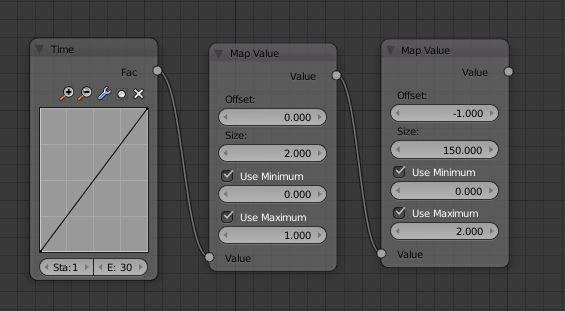 Time
Fac
Sta:1 E: 30
Map Value
Value
Offset:
0.000
Size:
2.000
Use Minimum
0.000
Use Maximum
1.000
Value
Map Value
Value
Offset:
-1.000
Size:
150.000
Use Minimum
0.000
Use Maximum
2.000
Value